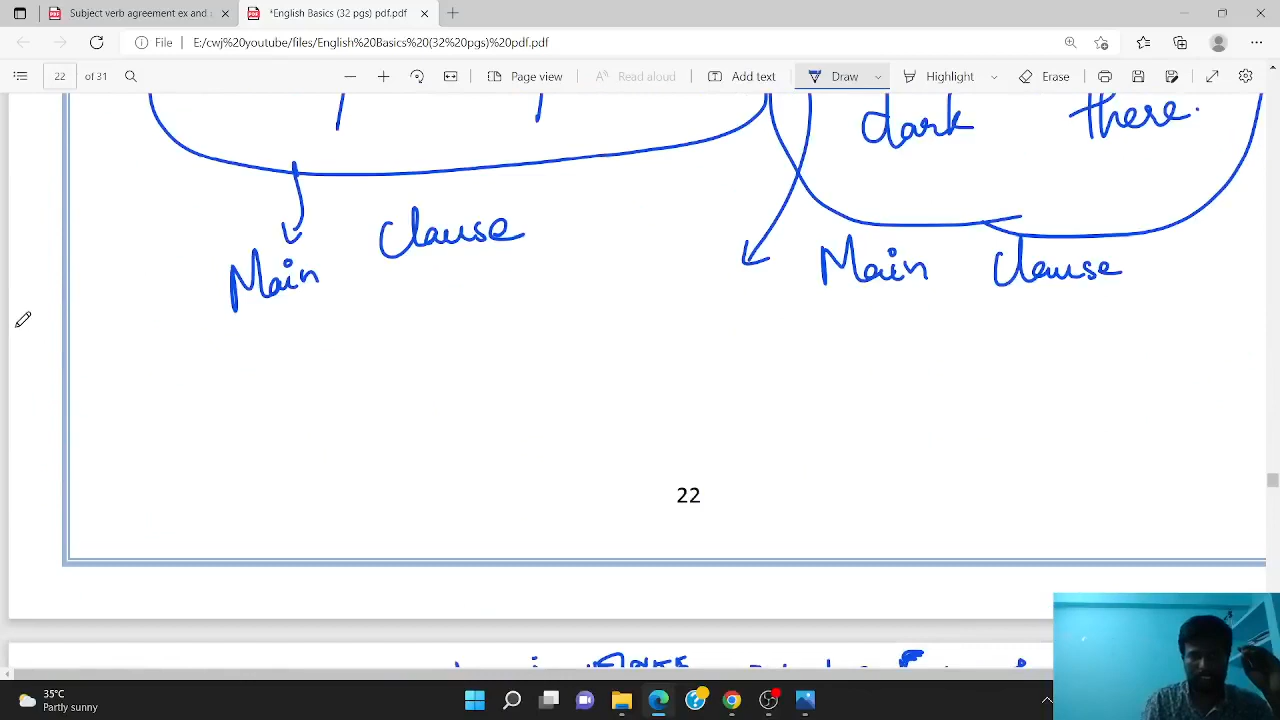 Subject verb agreement ex and
*English Basics (32 pgs) pdf.pdf
File E:/cwj%20youtube/files/English%20Basics%20(32%20pgs)%20pdf.pdf
22 of 31 Page view Read aloud Add text Draw Highlight Erase
dark there.
Clause
Main
Main Clause
22
35°C
Partly sunny